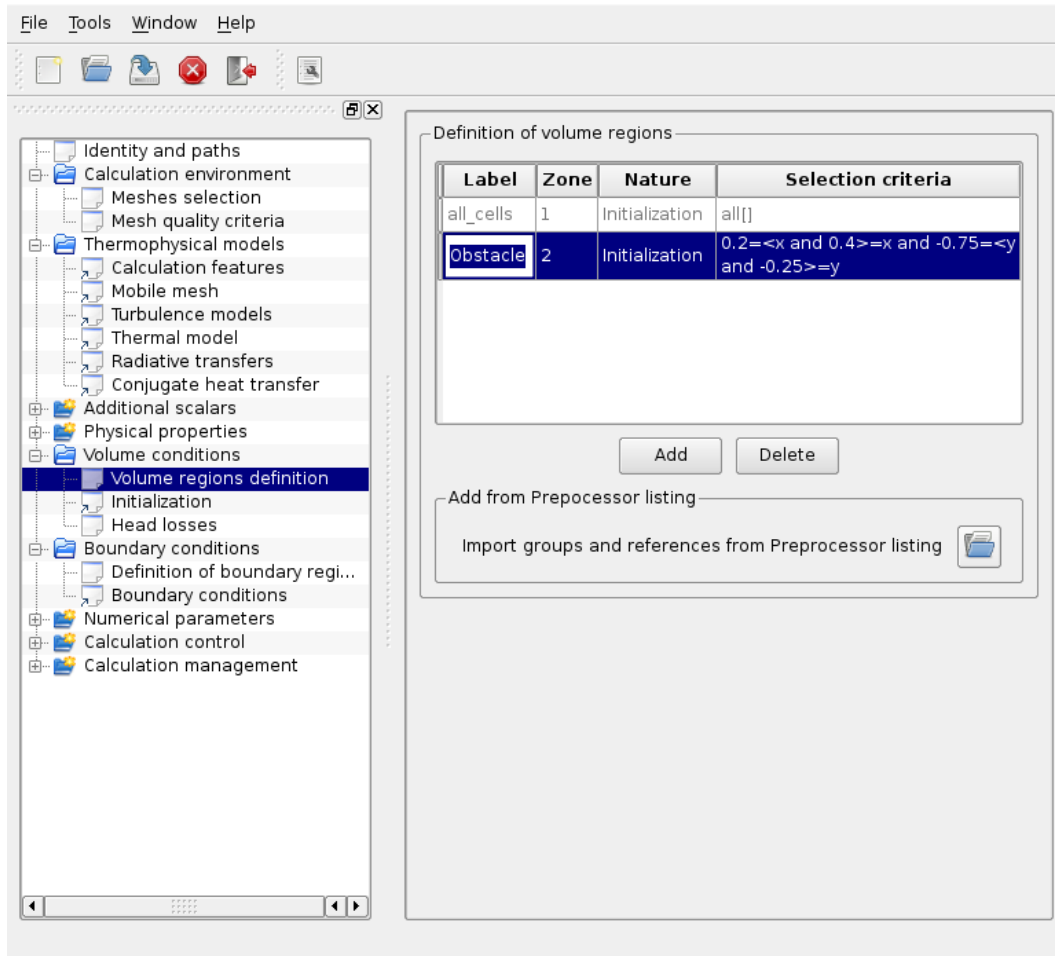 File Tools Window Help
Identity and paths
Calculation environment
Meshes selection
Mesh quality criteria
Thermophysical models
Calculation features
Mobile mesh
Turbulence models
Thermal model
Radiative transfers
Conjugate heat transfer
Additional scalars
Physical properties
Volume conditions
Volume regions definition
Initialization
Head losses
Boundary conditions
Definition of boundary regi...
Boundary conditions
Numerical parameters
Calculation control
Calculation management
Definition of volume regions
Label Zone Nature Selection criteria
all_cells 1 Initialization all[]
Obstacle 2 Initialization 0.2=<x and 0.4>=x and -0.75=<y
and -0.25>=y
Add Delete
Add from Prepocessor listing
Import groups and references from Preprocessor listing